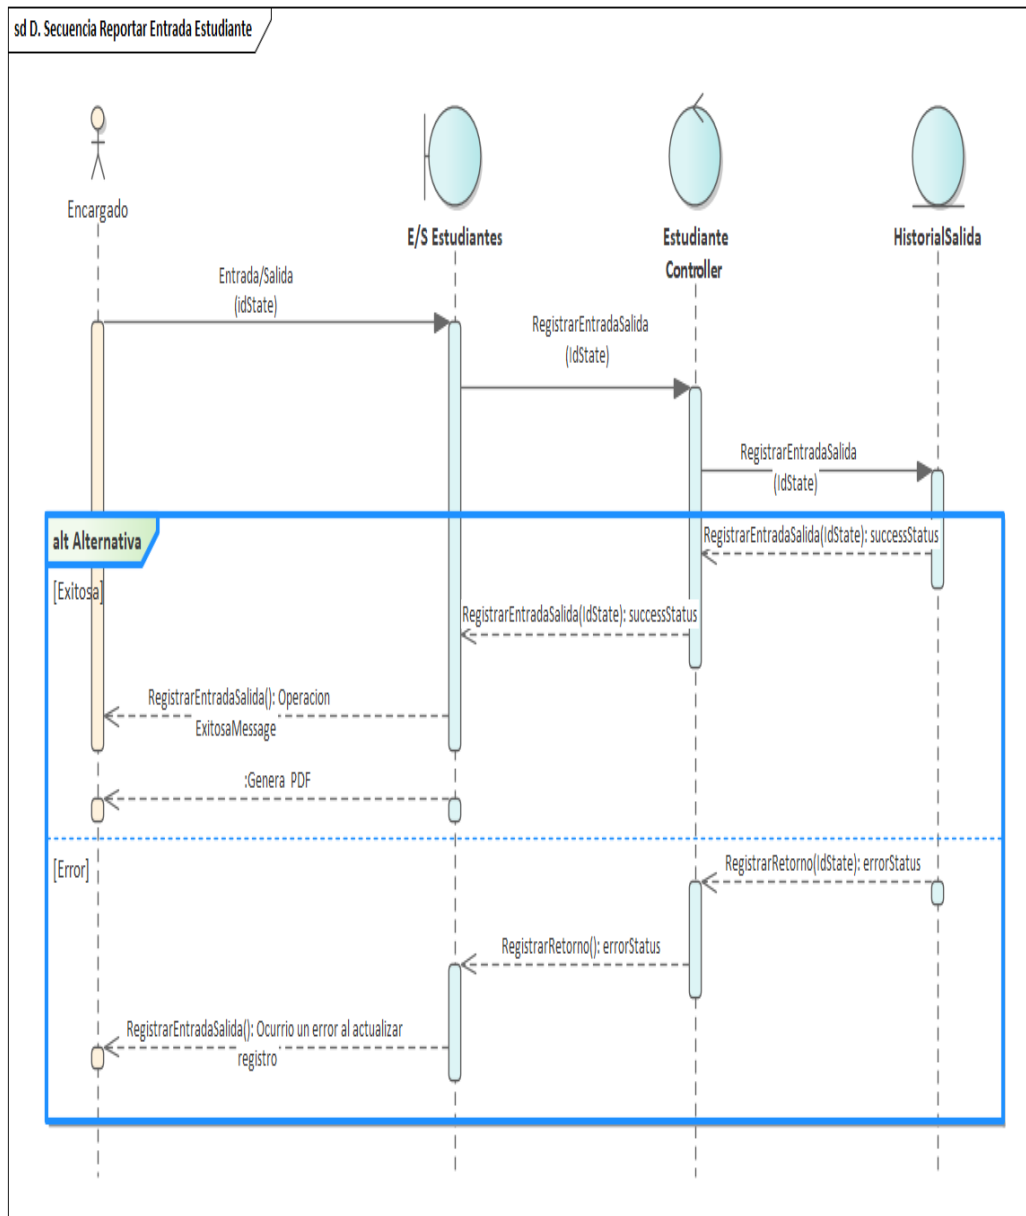 sd D. Secuencia Reportar Entrada Estudiante
Encargado
E/S Estudiantes
Estudiante
Controller
HistorialSalida
Entrada/Salida
(idState)
RegistrarEntradaSalida
(IdState)
RegistrarEntradaSalida
(IdState)
alt Alternativa
RegistrarEntradaSalida(IdState): successStatus
[Exitosa]
RegistrarEntradaSalida(IdState): successStatus
RegistrarEntradaSalida(): Operacion
ExitosaMessage
:Genera PDF
[Error]
RegistrarRetorno(IdState): errorStatus
RegistrarRetorno(): errorStatus
RegistrarEntradaSalida(): Ocurrio un error al actualizar
registro